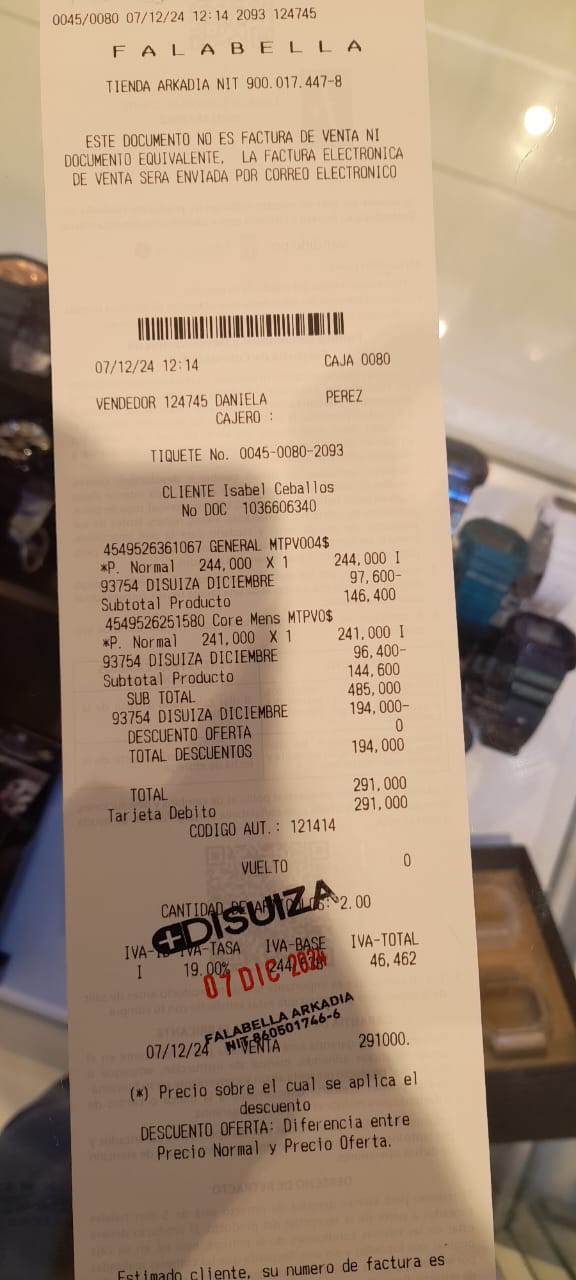 0045/0080 07/12/24 12:14 2093 124745
FALABELLA
TIENDA ARKADIA NIT 900.017.447-8
ESTE DOCUMENTO NO ES FACTURA DE VENTA NI
DOCUMENTO EQUIVALENTE, LA FACTURA ELECTRONICA
DE VENTA SERA ENVIADA POR CORREO ELECTRONICO
07/12/24 12:14 CAJA 0080
VENDEDOR 124745 DANIELA PEREZ
CAJERO :
TIQUETE No. 0045-0080-2093
CLIENTE Isabel Ceballos
No DOC 1036606340
4549526361067 GENERAL MTPV004$
*P. Normal 244,000 X 1 244,000 I
93754 DISUIZA DICIEMBRE 97,600-
Subtotal Producto 146,400
4549526251580 Core Mens MTPV0$
*P. Normal 241,000 X 1 241,000 I
93754 DISUIZA DICIEMBRE 96,400-
Subtotal Producto 144,600
SUB TOTAL 485,000
93754 DISUIZA DICIEMBRE 194,000-
DESCUENTO OFERTA 0
TOTAL DESCUENTOS 194,000
TOTAL 291,000
Tarjeta Debito 291,000
CODIGO AUT.: 121414
VUELTO 0
CANTIDAD 2.00
DISUIZA
IVA-TASA IVA-BASE IVA-TOTAL
I 19.00% 46,462
07 DIC 2024
FALABELLA ARKADIA
NIT 860501746-6
07/12/24 VENTA 291000.
(*) Precio sobre el cual se aplica el
descuento
DESCUENTO OFERTA: Diferencia entre
Precio Normal y Precio Oferta.
Estimado cliente, su numero de factura es